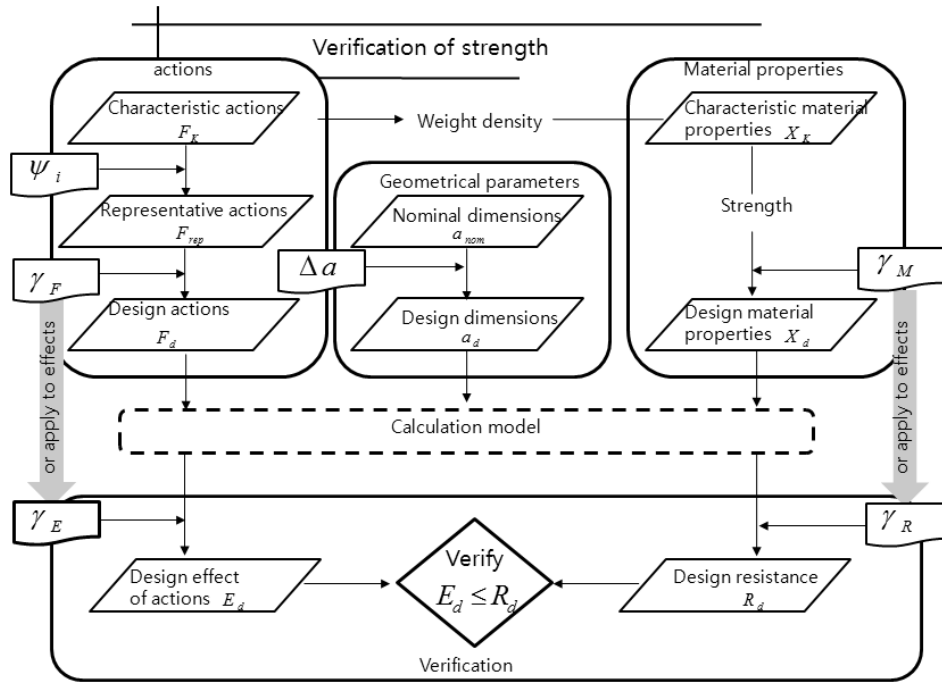 Verification of strength
actions
Characteristic actions
F_K
ψ_i
Representative actions
F_rep
γ_F
Design actions
F_d
Weight density
Geometrical parameters
Nominal dimensions
a_nom
Δa
Design dimensions
a_d
Material properties
Characteristic material
properties X_K
Strength
γ_M
Design material
properties X_d
or apply to effects
Calculation model
or apply to effects
γ_E
Design effect
of actions E_d
Verify
E_d ≤ R_d
γ_R
Design resistance
R_d
Verification